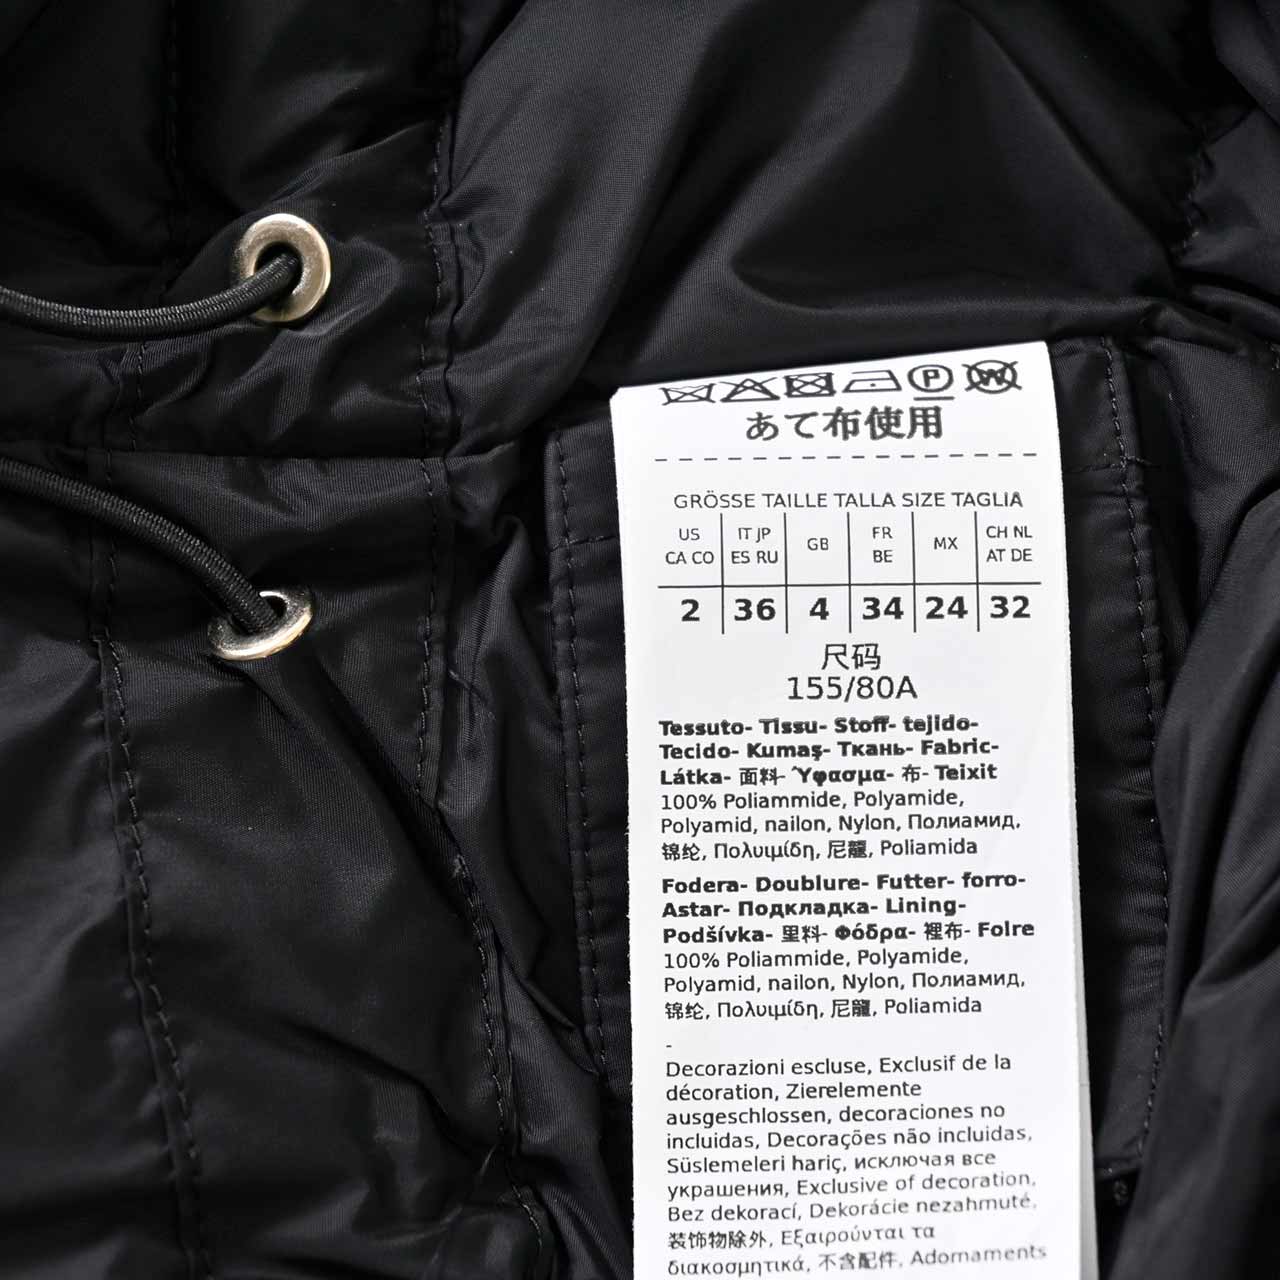 P W
あて布使用
GRÖSSE TAILLE TALLA SIZE TAGLIA
US CA CO IT JP ES RU GB FR BE MX CH NL AT DE
2 36 4 34 24 32
尺码
155/80A
Tessuto- Tissu- Stoff- tejido-
Tecido- Kumaş- Ткань- Fabric-
Látka- 面料- Ύφασμα- 布- Teixit
100% Poliammide, Polyamide,
Polyamid, nailon, Nylon, Полиамид,
锦纶, Πολυιμίδη, 尼龍, Poliamida
Fodera- Doublure- Futter- forro-
Astar- Подкладка- Lining-
Podšívka- 里料- Φόδρα- 裡布- Folre
100% Poliammide, Polyamide,
Polyamid, nailon, Nylon, Полиамид,
锦纶, Πολυιμίδη, 尼龍, Poliamida
-
Decorazioni escluse, Exclusif de la
décoration, Zierelemente
ausgeschlossen, decoraciones no
incluidas, Decorações não incluidas,
Süslemeleri hariç, исключая все
украшения, Exclusive of decoration,
Bez dekorací, Dekorácie nezahmuté,
装饰物除外, Εξαιρούνται τα
διακοσμητικά, 不含配件, Adornaments